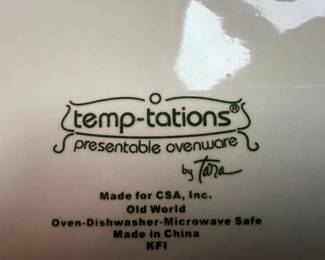 temp-tations®
presentable ovenware
by Tara
Made for CSA, Inc.
Old World
Oven-Dishwasher-Microwave Safe
Made in China
KFI